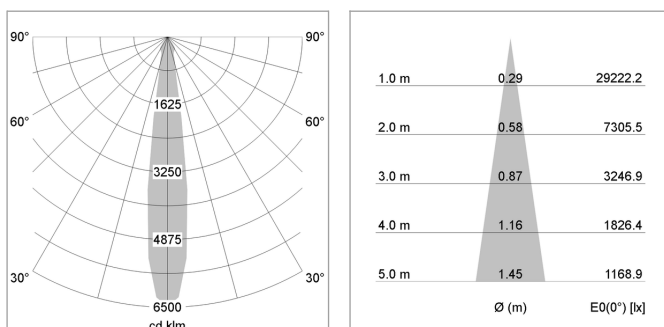 90°
90°
1625
60°
60°
3250
4875
30°
30°
6500
cd klm
1.0 m 0.29 29222.2
2.0 m 0.58 7305.5
3.0 m 0.87 3246.9
4.0 m 1.16 1826.4
5.0 m 1.45 1168.9
Ø (m) E0(0°) [lx]